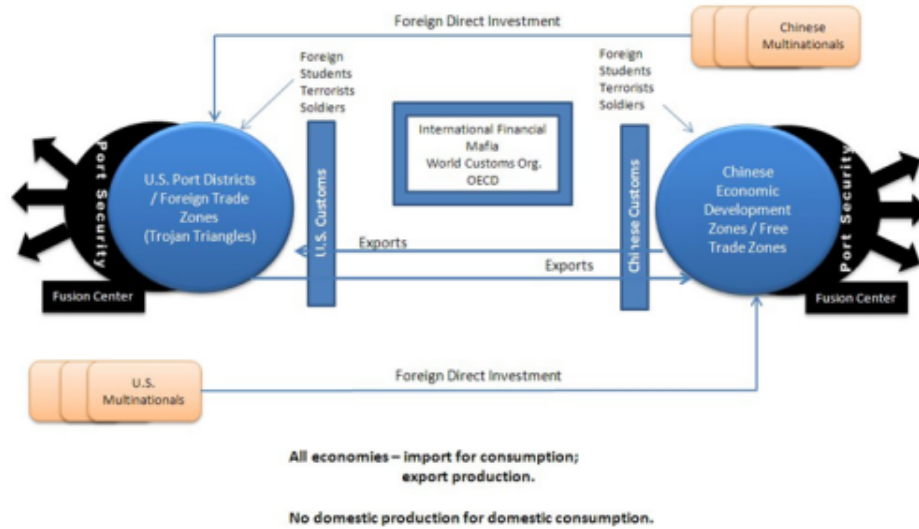 Foreign Direct Investment
Chinese
Multinationals
Foreign
Students
Terrorists
Soldiers
Foreign
Students
Terrorists
Soldiers
International Financial
Mafia
World Customs Org.
OECD
Port Security
U.S. Port Districts
/ Foreign Trade
Zones
(Trojan Triangles)
U.S. Customs
Chinese Customs
Chinese
Economic
Development
Zones / Free
Trade Zones
Port Security
Exports
Exports
Fusion Center
Fusion Center
U.S.
Multinationals
Foreign Direct Investment
All economies – import for consumption;
export production.
No domestic production for domestic consumption.